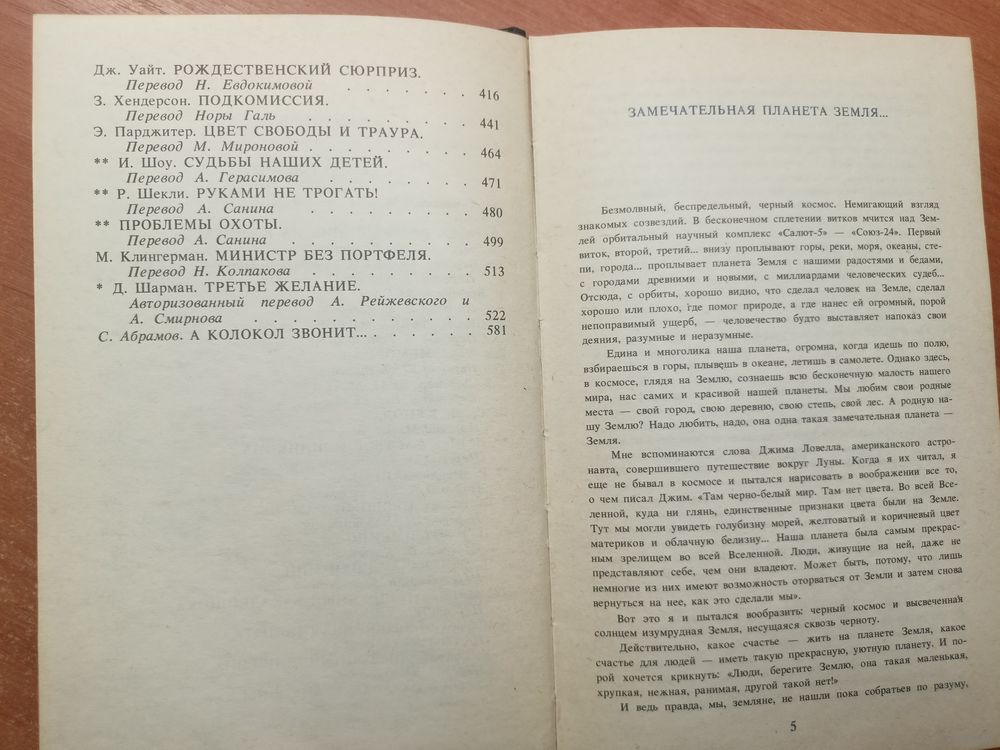 Дж. Уайт. РОЖДЕСТВЕНСКИЙ СЮРПРИЗ.
Перевод Н. Евдокимовой . . . . . . . 416
З. Хендерсон. ПОДКОМИССИЯ.
Перевод Норы Галь . . . . . . . . 441
Э. Парджитер. ЦВЕТ СВОБОДЫ И ТРАУРА.
Перевод М. Мироновой . . . . . . . . 464
** И. Шоу. СУДЬБЫ НАШИХ ДЕТЕЙ.
Перевод А. Герасимова . . . . . . . 471
** Р. Шекли. РУКАМИ НЕ ТРОГАТЬ!
Перевод А. Санина . . . . . . . . 480
** ПРОБЛЕМЫ ОХОТЫ.
Перевод А. Санина . . . . . . . . . 499
М. Клингерман. МИНИСТР БЕЗ ПОРТФЕЛЯ.
Перевод Н. Колпакова . . . . . . . . 513
* Д. Шарман. ТРЕТЬЕ ЖЕЛАНИЕ.
Авторизованный перевод А. Рейжевского и
А. Смирнова . . . . . . . . . . . 522
С. Абрамов. А КОЛОКОЛ ЗВОНИТ... . . . . . . 581
ЗАМЕЧАТЕЛЬНАЯ ПЛАНЕТА ЗЕМЛЯ...
Безмолвный, беспредельный, черный космос. Немигающий взгляд
знакомых созвездий. В бесконечном сплетении витков мчится над Зем-
лей орбитальный научный комплекс «Салют-5» — «Союз-24». Первый
виток, второй, третий... внизу проплывают горы, реки, моря, океаны, сте-
пи, города... проплывает планета Земля с нашими радостями и бедами,
с городами древними и новыми, с миллиардами человеческих судеб...
Отсюда, с орбиты, хорошо видно, что сделал человек на Земле, сделал
хорошо или плохо, где помог природе, а где нанес ей огромный, порой
непоправимый ущерб, — человечество будто выставляет напоказ свои
деяния, разумные и неразумные.
Едина и многолика наша планета, огромна, когда идешь по полю,
взбираешься в горы, плывешь в океане, летишь в самолете. Однако здесь,
в космосе, глядя на Землю, сознаешь всю бесконечную малость нашего
мира, нас самих и красивой нашей планеты. Мы любим свои родные
места — свой город, свою деревню, свою степь, свой лес. А родную на-
шу Землю? Надо любить, надо, она одна такая замечательная планета —
Земля.
Мне вспоминаются слова Джима Ловелла, американского астро-
навта, совершившего путешествие вокруг Луны. Когда я их читал, я
еще не бывал в космосе и пытался нарисовать в воображении все то,
о чем писал Джим. «Там черно-белый мир. Там нет цвета. Во всей Все-
ленной, куда ни глянь, единственные признаки цвета были на Земле.
Тут мы могли увидеть голубизну морей, желтоватый и коричневый цвет
материков и облачную белизну... Наша планета была самым прекрас-
ным зрелищем во всей Вселенной. Люди, живущие на ней, даже не
представляют себе, чем они владеют. Может быть, потому, что лишь
немногие из них имеют возможность оторваться от Земли и затем снова
вернуться на нее, как это сделали мы».
Вот это я и пытался вообразить: черный космос и высвеченная
солнцем изумрудная Земля, несущаяся сквозь черноту.
Действительно, какое счастье — жить на планете Земля, какое
счастье для людей — иметь такую прекрасную, уютную планету. И по-
рой хочется крикнуть: «Люди, берегите Землю, она такая маленькая,
хрупкая, нежная, ранимая, другой такой нет!»
И ведь правда, мы, земляне, не нашли пока собратьев по разуму,
5